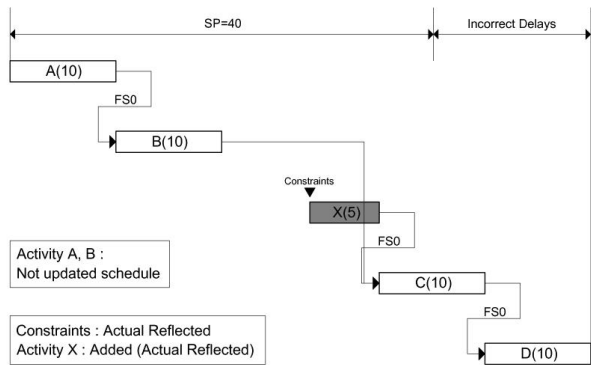 SP=40
Incorrect Delays
A(10)
FS0
B(10)
Constraints
X(5)
FS0
Activity A, B :
Not updated schedule
C(10)
FS0
Constraints : Actual Reflected
Activity X : Added (Actual Reflected)
D(10)